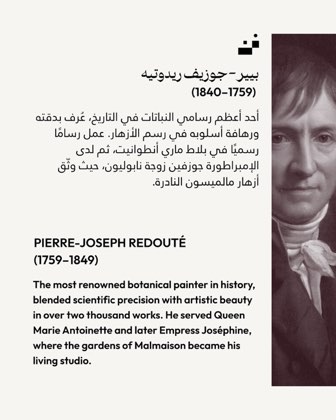 بيير – جوزيف ريدوتيه
(1759–1840)
أحد أعظم رسامي النباتات في التاريخ، عُرف بدقته
ورهافة أسلوبه في رسم الأزهار. عمل رسامًا
رسميًا في بلاط ماري أنطوانيت، ثم لدى
الإمبراطورة جوزفين زوجة نابوليون، حيث وثّق
أزهار مالميسون النادرة.
PIERRE-JOSEPH REDOUTÉ
(1759–1849)
The most renowned botanical painter in history,
blended scientific precision with artistic beauty
in over two thousand works. He served Queen
Marie Antoinette and later Empress Joséphine,
where the gardens of Malmaison became his
living studio.